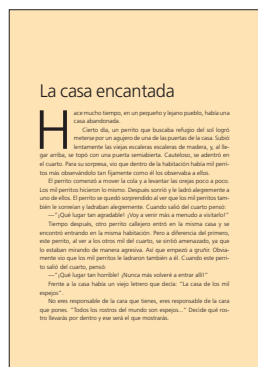 La casa encantada
Hace mucho tiempo, en un pequeño y lejano pueblo, había una
casa abandonada.
Cierto día, un perrito que buscaba refugio del sol logró
meterse por un agujero de una de las puertas de la casa. Subió
lentamente las viejas escaleras de madera, y, al lle-
gar arriba, se topó con una puerta semiabierta. Cauteloso, se adentró en
el cuarto. Para su sorpresa, vio que dentro de la habitación había mil perri-
tos más observándolo tan fijamente como él los observaba a ellos.
El perrito comenzó a mover la cola y a levantar las orejas poco a poco.
Los mil perritos hicieron lo mismo. Después sonrió y le ladró alegremente a
uno de ellos. El perrito se quedó sorprendido al ver que los mil perritos tam-
bién le sonreían y ladraban alegremente. Cuando salió del cuarto pensó:
—"¡Qué lugar tan agradable! ¡Voy a venir más a menudo a visitarlo!"
Tiempo después, otro perrito callejero entró en la misma casa y se
encontró entrando en la misma habitación. Pero a diferencia del primero,
este perrito, al ver a los otros mil del cuarto, se sintió amenazado, ya que
lo estaban mirando de manera agresiva. Así que empezó a gruñir. Obvia-
mente vio que los mil perritos le ladraron también a él. Cuando este perri-
to salió del cuarto, pensó:
—"¡Qué lugar tan horrible! ¡Nunca más volveré a entrar allí!"
Frente a la casa había un viejo letrero que decía: "La casa de los mil
espejos".
No eres responsable de la cara que tienes, eres responsable de la cara
que pones. "Todos los rostros del mundo son espejos..." Decide qué ros-
tro llevarás por dentro y ese será el que mostrarás.